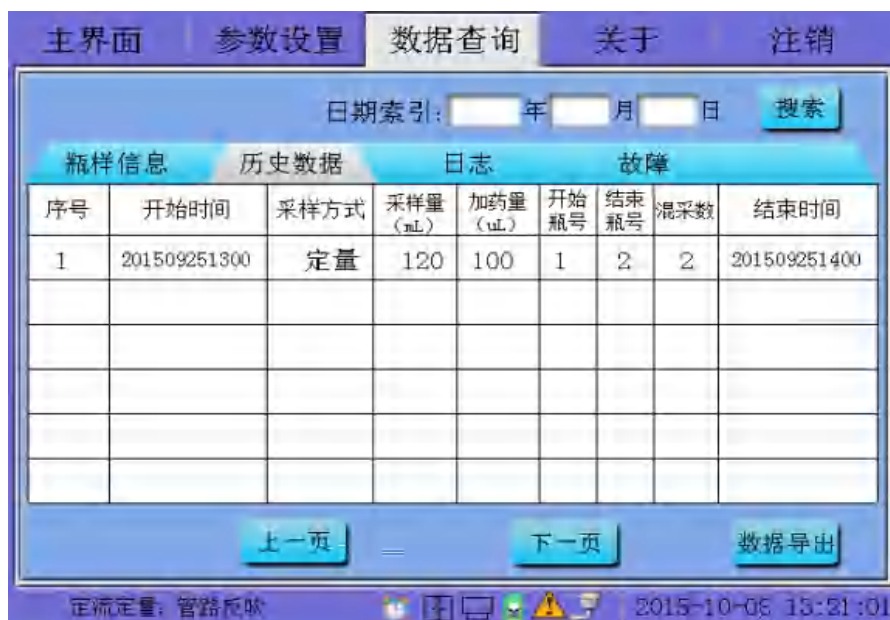 主界面 参数设置 数据查询 关于 注销
日期索引: 年 月 日 搜索
瓶样信息 历史数据 日志 故障
序号 开始时间 采样方式 采样量(mL) 加药量(uL) 开始瓶号 结束瓶号 混采数 结束时间
1 201509251300 定量 120 100 1 2 2 201509251400
上一页 下一页 数据导出
定流定量: 管路反吹 13:21:01